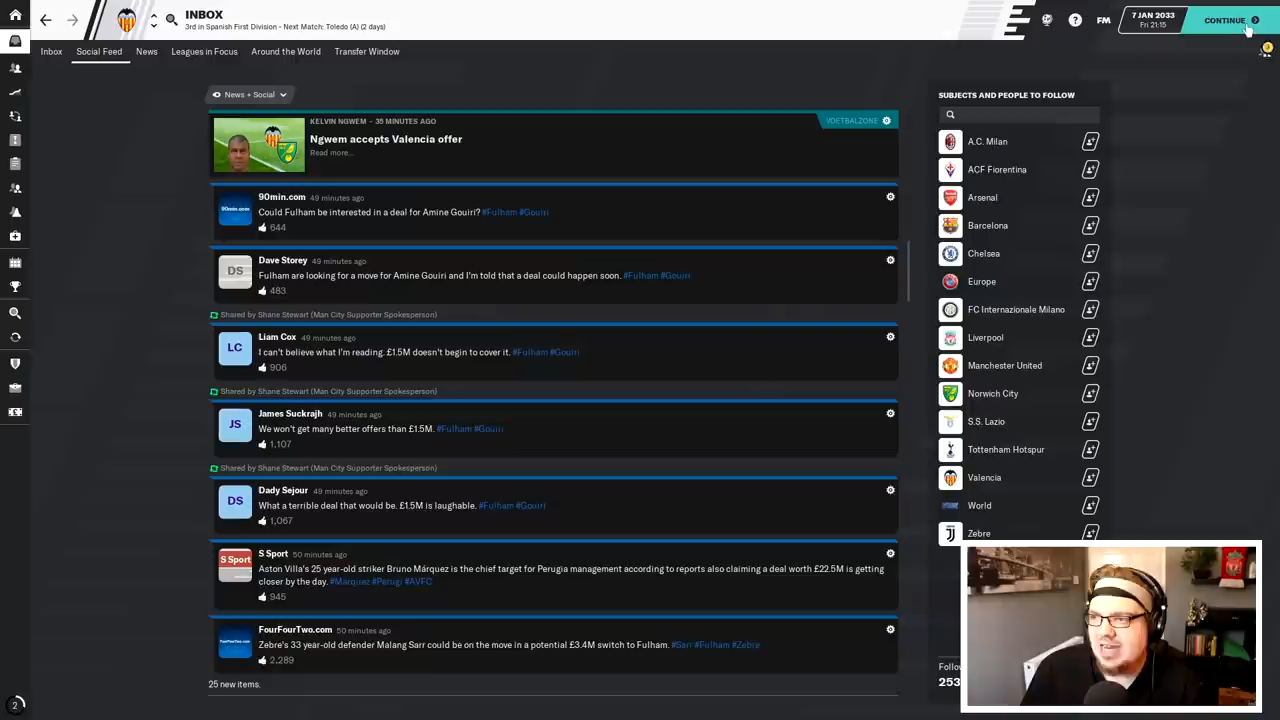 INBOX
3rd in Spanish First Division - Next Match: Toledo (A) (2 days)
FM
7 JAN 2033
Fri 21:15
CONTINUE
Inbox
Social Feed
News
Leagues in Focus
Around the World
Transfer Window
News + Social
KELVIN NGWEM - 35 MINUTES AGO
VOETBALZONE
Ngwem accepts Valencia offer
Read more...
90min.com
90min.com 49 minutes ago
Could Fulham be interested in a deal for Amine Gouiri? #Fulham #Gouiri
644
DS
Dave Storey 49 minutes ago
Fulham are looking for a move for Amine Gouiri and I'm told that a deal could happen soon. #Fulham #Gouiri
483
Shared by Shane Stewart (Man City Supporter Spokesperson)
LC
Liam Cox 49 minutes ago
I can't believe what I'm reading. £1.5M doesn't begin to cover it. #Fulham #Gouiri
906
Shared by Shane Stewart (Man City Supporter Spokesperson)
JS
James Suckrajh 49 minutes ago
We won't get many better offers than £1.5M. #Fulham #Gouiri
1,107
Shared by Shane Stewart (Man City Supporter Spokesperson)
DS
Dady Sejour 49 minutes ago
What a terrible deal that would be. £1.5M is laughable. #Fulham #Gouiri
1,067
S Sport
S Sport 50 minutes ago
Aston Villa's 25 year-old striker Bruno Márquez is the chief target for Perugia management according to reports also claiming a deal worth £22.5M is getting
closer by the day. #Marquez #Perugi #AVFC
945
FourFourTwo.com
FourFourTwo.com 50 minutes ago
Zebre's 33 year-old defender Malang Sarr could be on the move in a potential £3.4M switch to Fulham. #Sarr #Fulham #Zebre
2,289
25 new items.
SUBJECTS AND PEOPLE TO FOLLOW
A.C. Milan
ACF Fiorentina
Arsenal
Barcelona
Chelsea
Europe
FC Internazionale Milano
Liverpool
Manchester United
Norwich City
S.S. Lazio
Tottenham Hotspur
Valencia
World
Zebre
Follow
253
2